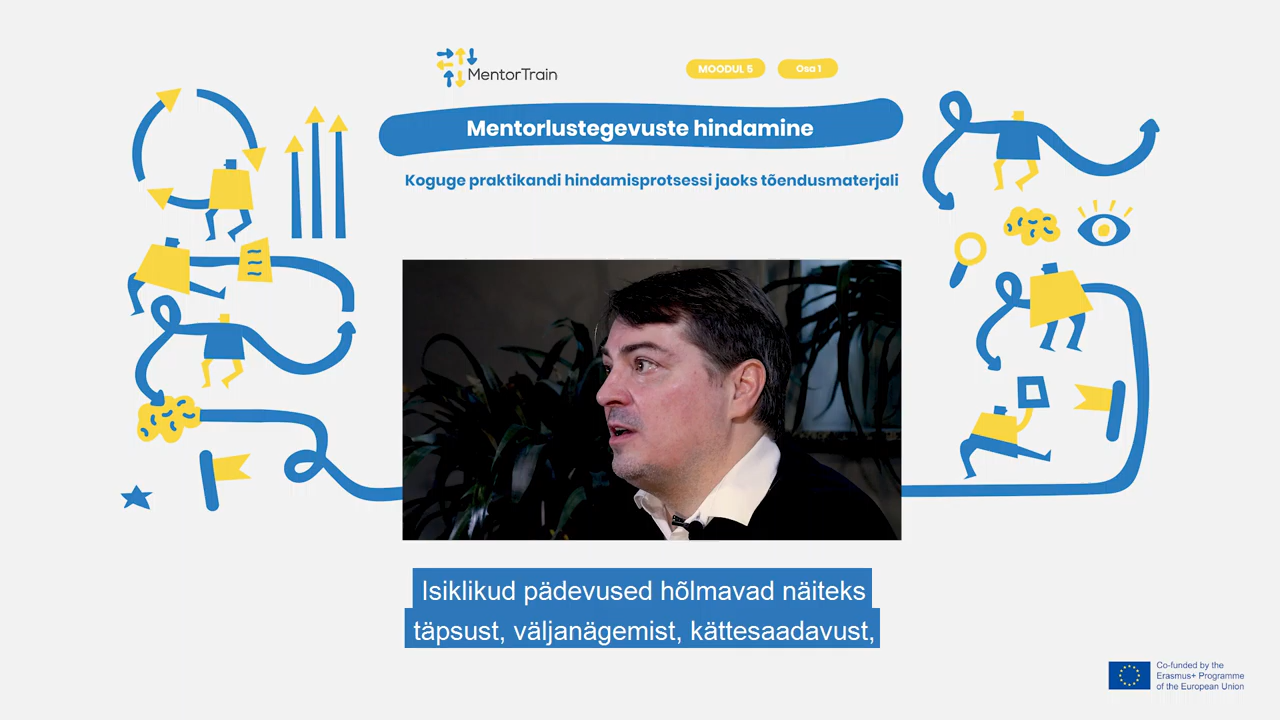 MentorTrain
MOODUL 5
Osa 1
Mentorlustegevuste hindamine
Koguge praktikandi hindamisprotsessi jaoks tõendusmaterjali
Isiklikud pädevused hõlmavad näiteks
täpsust, väljanägemist, kättesaadavust,
Co-funded by the
Erasmus+ Programme
of the European Union